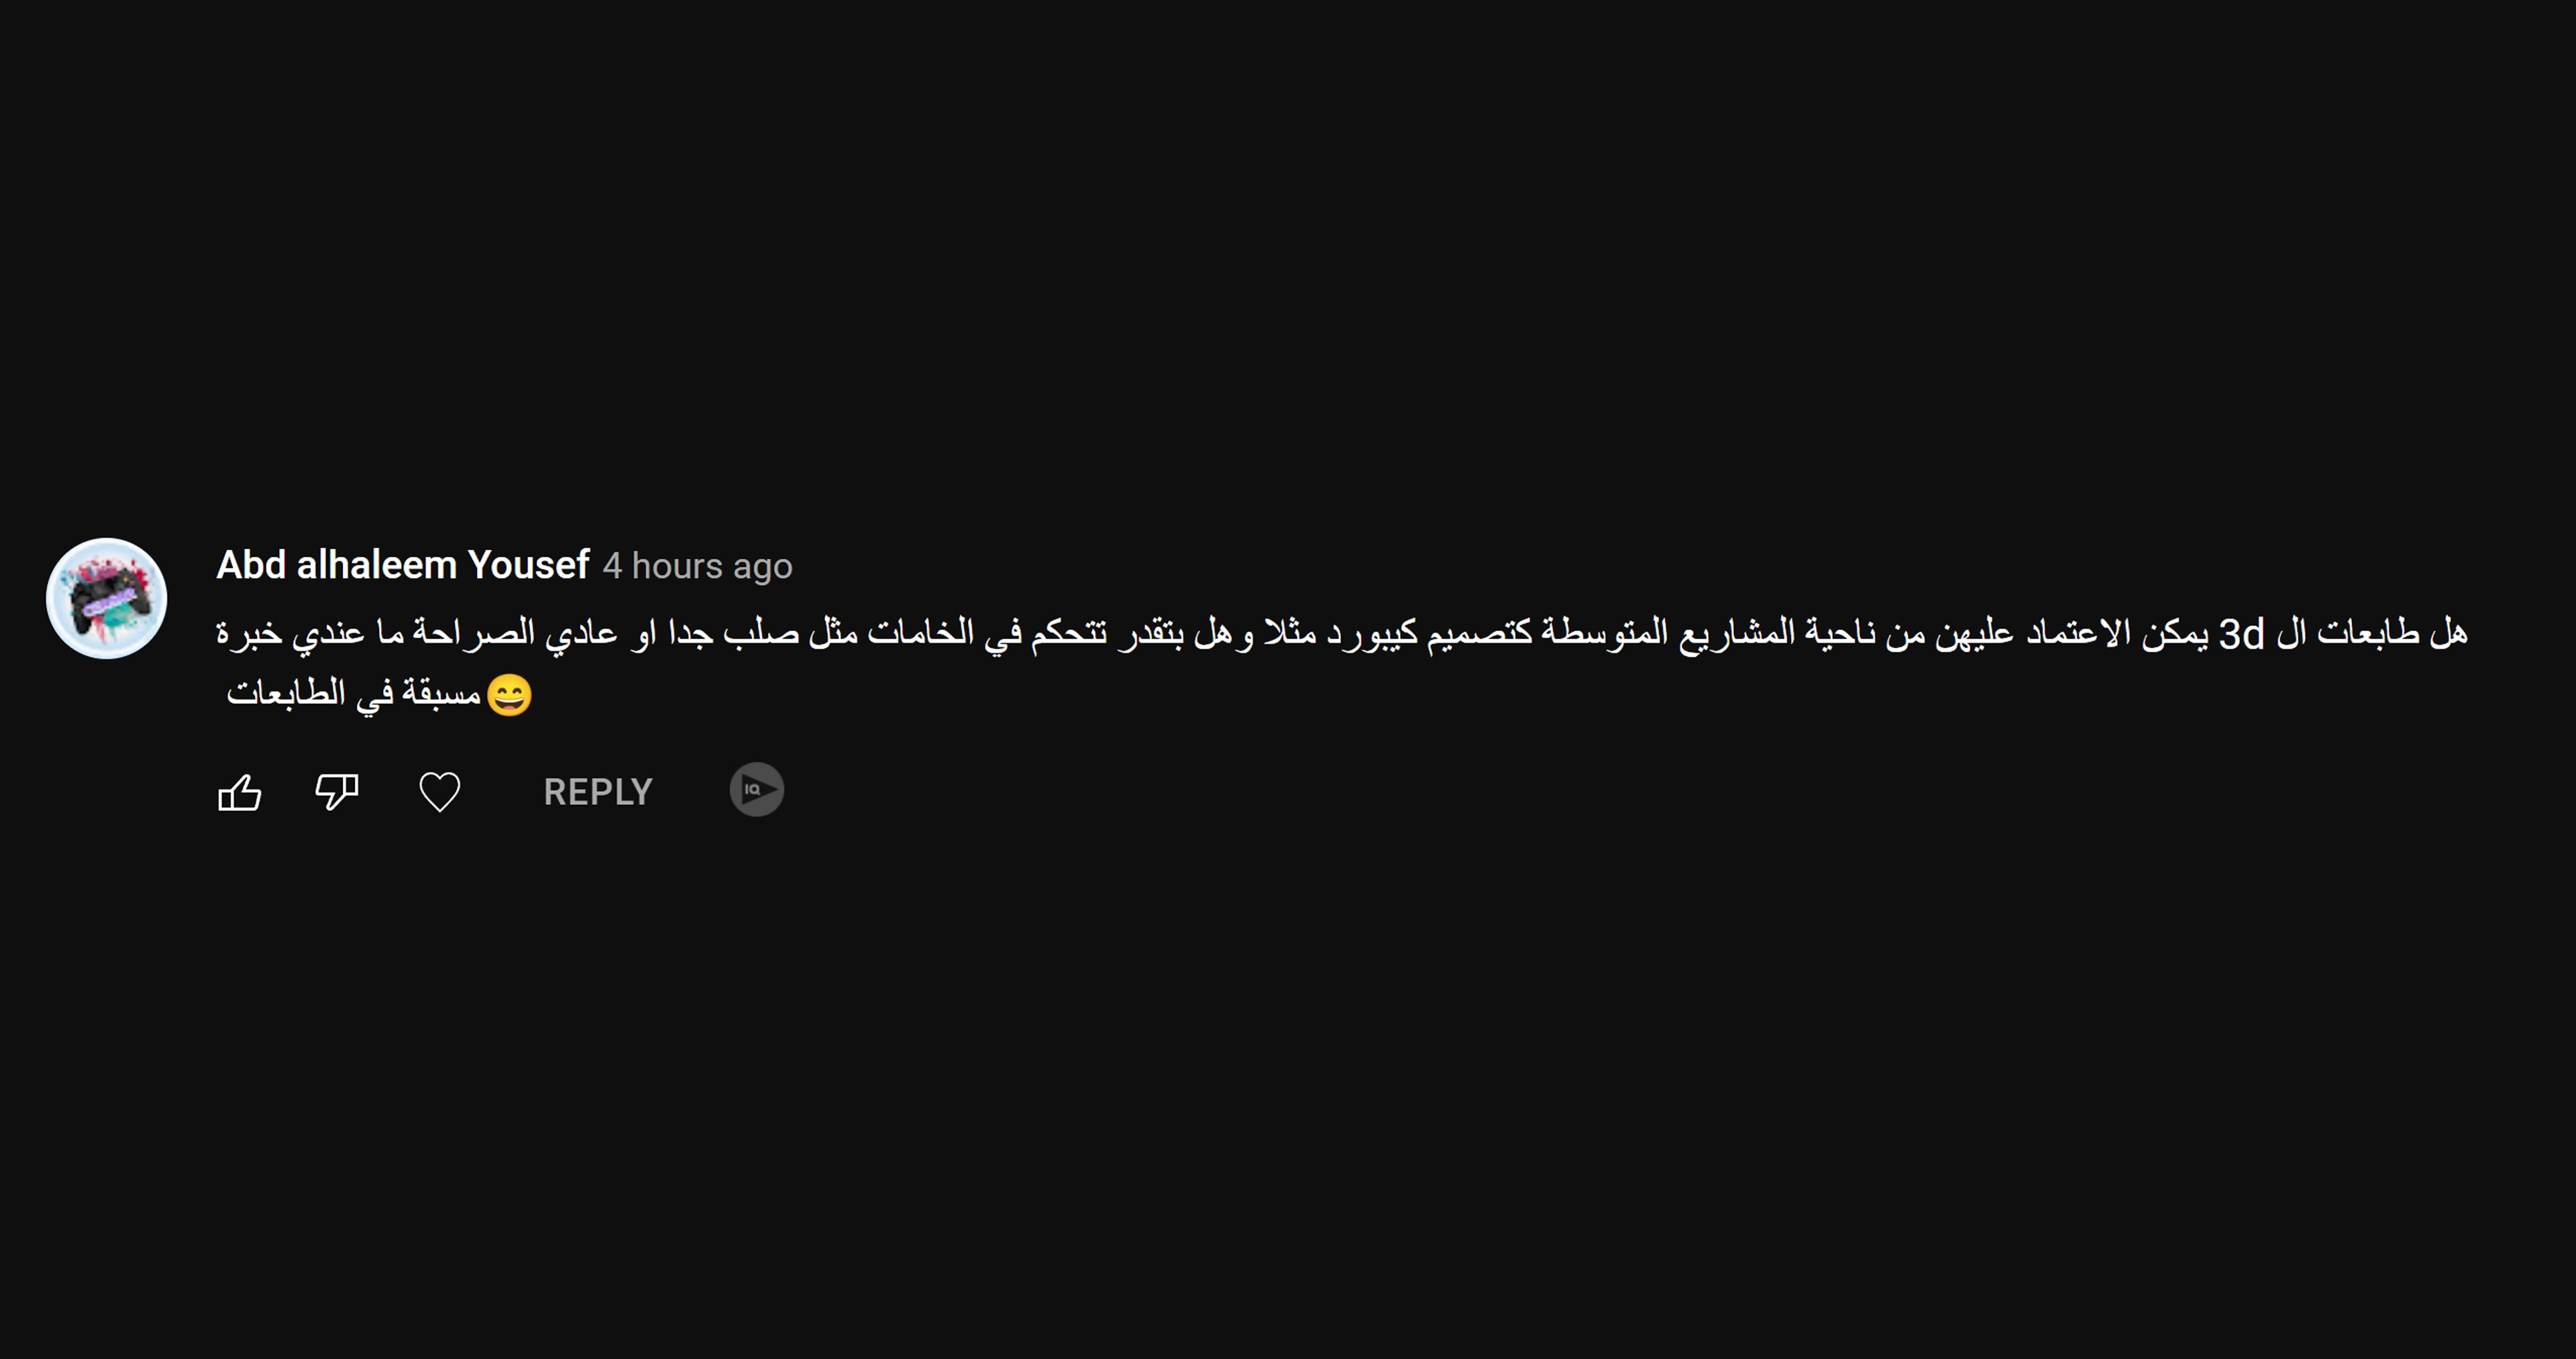 Abd alhaleem Yousef 4 hours ago
هل طابعات ال 3d يمكن الاعتماد عليهن من ناحية المشاريع المتوسطة كتصميم كيبورد مثلا وهل بتقدر تتحكم في الخامات مثل صلب جدا او عادي الصراحة ما عندي خبرة
مسبقة في الطابعات 😄
REPLY
IQ